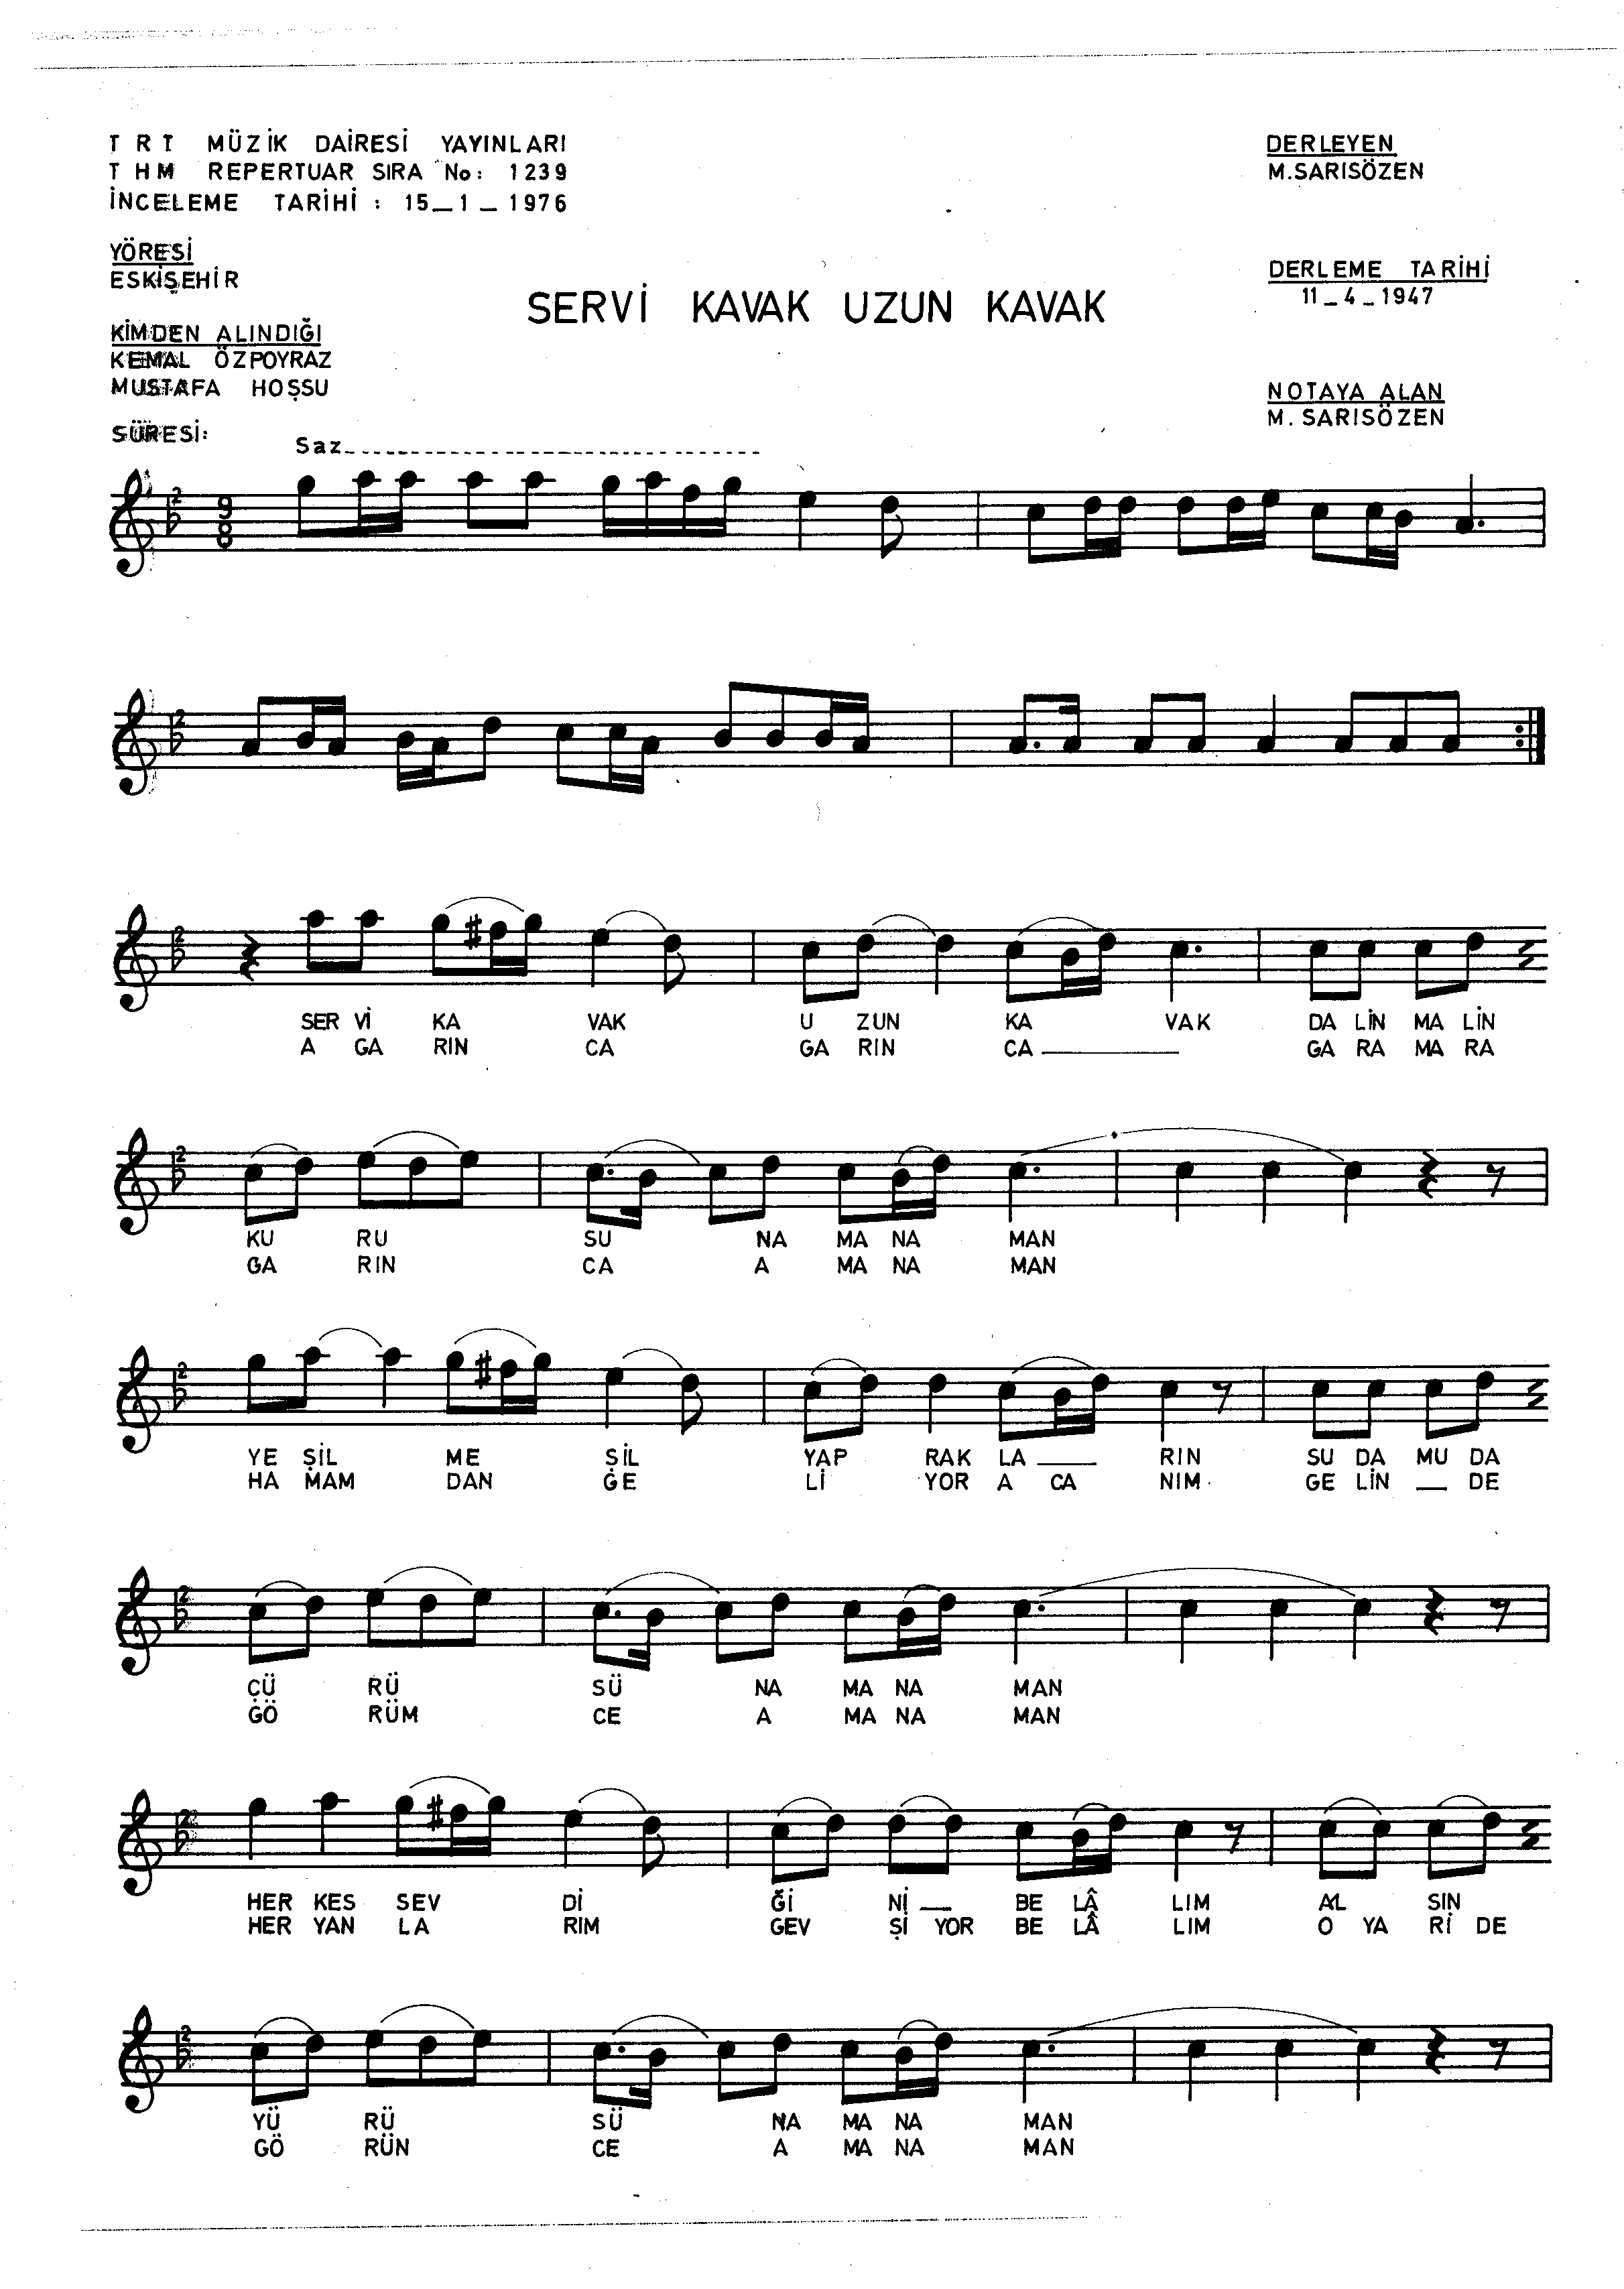 TRT MÜZİK DAİRESİ YAYINLARI
THM REPERTUAR SIRA No: 1239
İNCELEME TARİHİ : 15_1_1976
DERLEYEN
M.SARISÖZEN
YÖRESİ
ESKİŞEHİR
DERLEME TARİHİ
11_4_1947
SERVİ KAVAK UZUN KAVAK
KİMDEN ALINDIĞI
KEMAL ÖZPOYRAZ
MUSTAFA HOŞSU
NOTAYA ALAN
M. SARISÖZEN
SÜRESİ:
Saz
9
8
SER Vİ KA VAK U ZUN KA VAK DA LİN MA LİN
A GA RIN CA GA RIN CA GA RA MA RA
KU RU SU NA MA NA MAN
GA RIN CA A MA NA MAN
YE ŞİL ME ŞİL YAP RAK LA RIN SU DA MU DA
HA MAM DAN GE Lİ YOR A CA NIM GE LİN DE
ÇÜ RÜ SÜ NA MA NA MAN
GÖ RÜM CE A MA NA MAN
HER KES SEV Dİ Ğİ Nİ BE LÂ LIM AL SIN
HER YAN LA RIM GEV Şİ YOR BE LÂ LIM O YA Rİ DE
YÜ RÜ SÜ NA MA NA MAN
GÖ RÜN CE A MA NA MAN